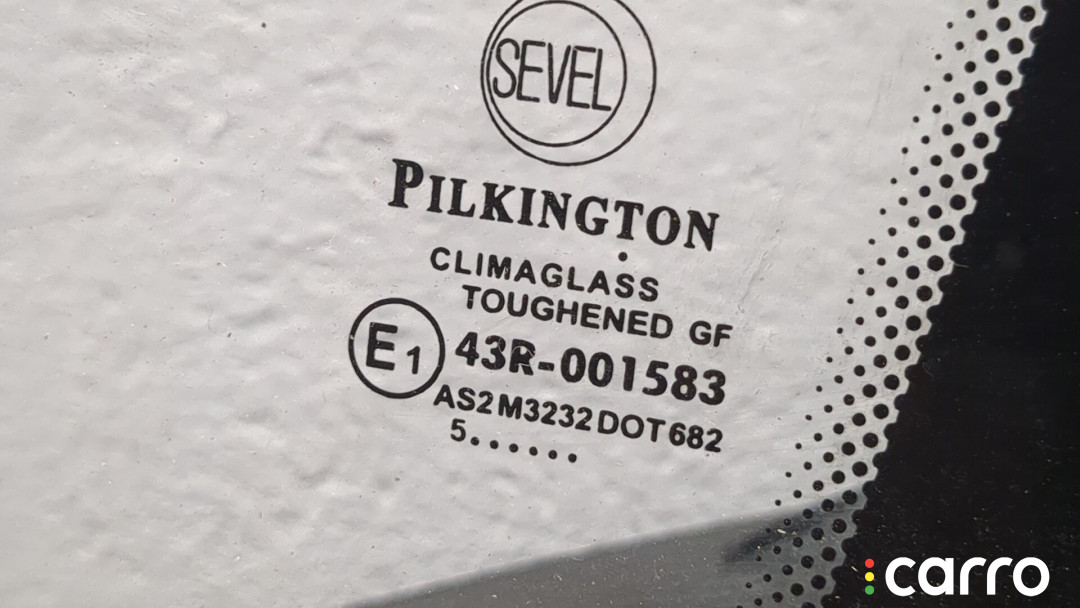 SEVEL
PILKINGTON
CLIMAGLASS
TOUGHENED GF
E1 43R-001583
AS2 M3232 DOT 682
5......
carro